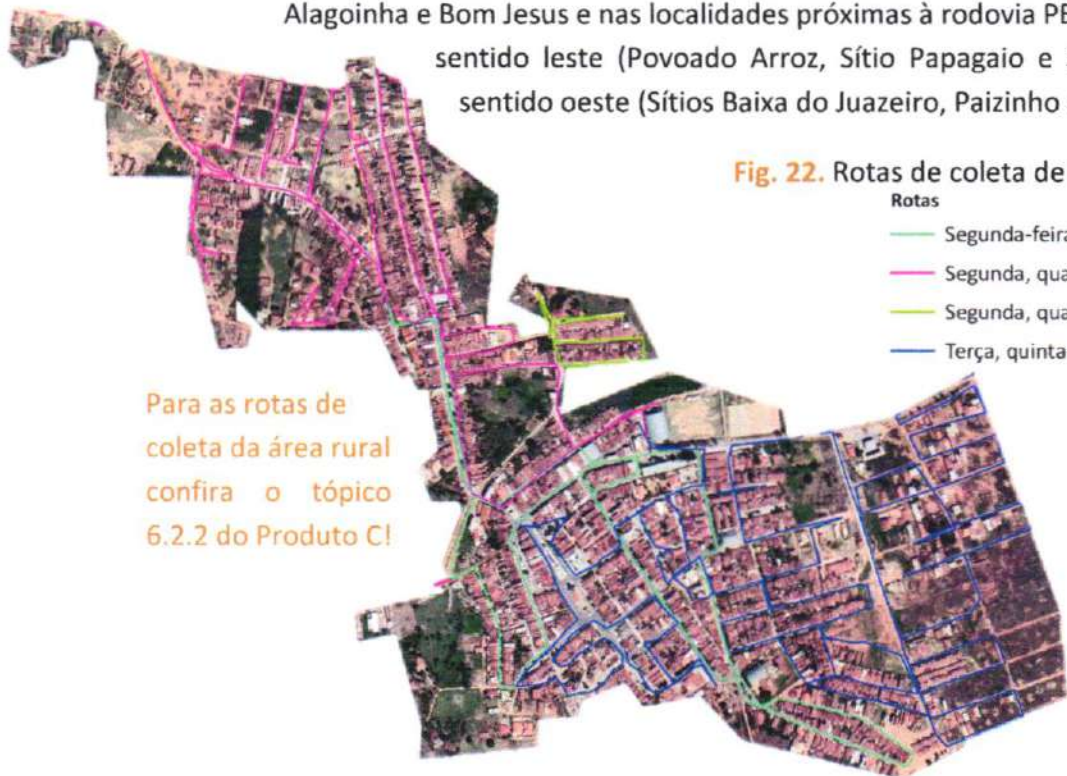 Alagoinha e Bom Jesus e nas localidades próximas à rodovia PE
sentido leste (Povoado Arroz, Sítio Papagaio e
sentido oeste (Sítios Baixa do Juazeiro, Paizinho
Fig. 22. Rotas de coleta de
Rotas
Segunda-feira
Segunda, qua
Segunda, qua
Terça, quinta
Para as rotas de
coleta da área rural
confira o tópico
6.2.2 do Produto C!